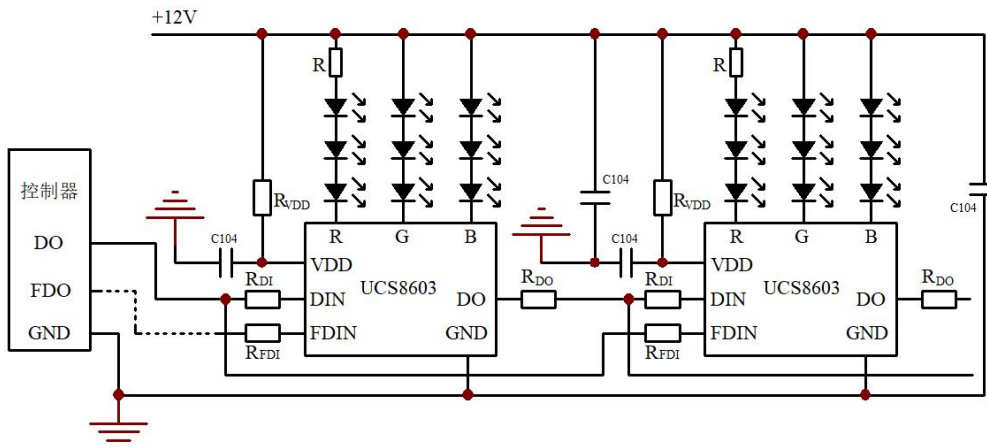 +12V
R
R
控制器
C104
RVDD
RVDD
C104
DO
C104
R G B
C104
R G B
FDO
VDD
RDI
DIN
UCS8603
DO
RDO
RDI
VDD
DIN
UCS8603
DO
RDO
GND
FDIN
GND
FDIN
GND
RFDI
RFDI